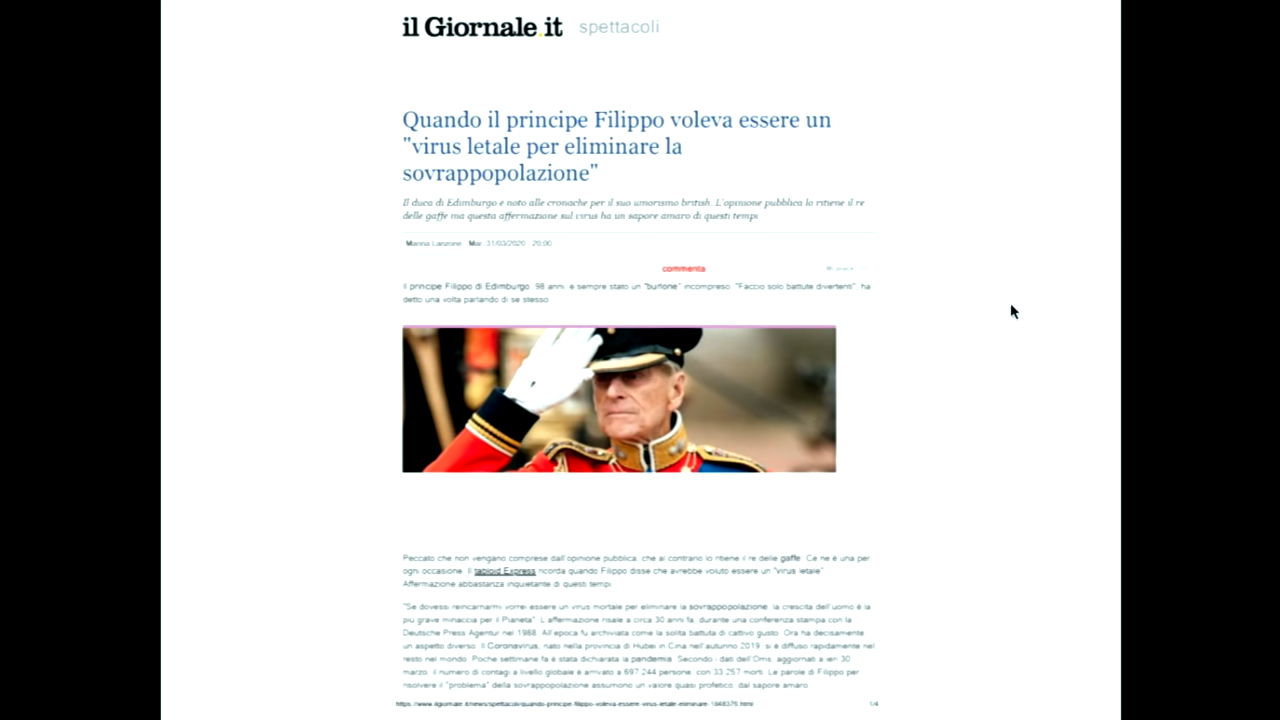 il Giornale.it spettacoli
Quando il principe Filippo voleva essere un
"virus letale per eliminare la
sovrappopolazione"
Il duca di Edimburgo è noto alle cronache per il suo umorismo british. L'opinione pubblica lo ritiene il re
delle gaffe ma questa affermazione sul virus ha un sapore amaro di questi tempi
Marina Lanzone Mar, 31/03/2020 - 20:00
commenta
Il principe Filippo di Edimburgo, 98 anni, è sempre stato un "burlone" incompreso. "Faccio solo battute divertenti", ha
detto una volta parlando di se stesso.
Peccato che non vengano comprese dall'opinione pubblica, che al contrario lo ritiene il re delle gaffe. Ce ne è una per
ogni occasione. Il tabloid Express ricorda quando Filippo disse che avrebbe voluto essere un "virus letale".
Affermazione abbastanza inquietante di questi tempi.
"Se dovessi reincarnarmi vorrei essere un virus mortale per eliminare la sovrappopolazione, la crescita dell'uomo è la
più grave minaccia per il Pianeta". L'affermazione risale a circa 30 anni fa, durante una conferenza stampa con la
Deutsche Press Agentur nel 1988. All'epoca fu archiviata come la solita battuta di cattivo gusto. Ora ha decisamente
un aspetto diverso. Il Coronavirus, nato nella provincia di Hubei in Cina nell'autunno 2019, si è diffuso rapidamente nel
resto nel mondo. Poche settimane fa è stata dichiarata la pandemia. Secondo i dati dell'Oms, aggiornati a ieri 30
marzo, il numero di contagi a livello globale è arrivato a 697.244 persone, con 33.257 morti. Le parole di Filippo per
risolvere il "problema" della sovrappopolazione assumono un valore quasi profetico, dal sapore amaro.
https://www.ilgiornale.it/news/spettacoli/quando-principe-filippo-voleva-essere-virus-letale-eliminare-1848375.html 1/4